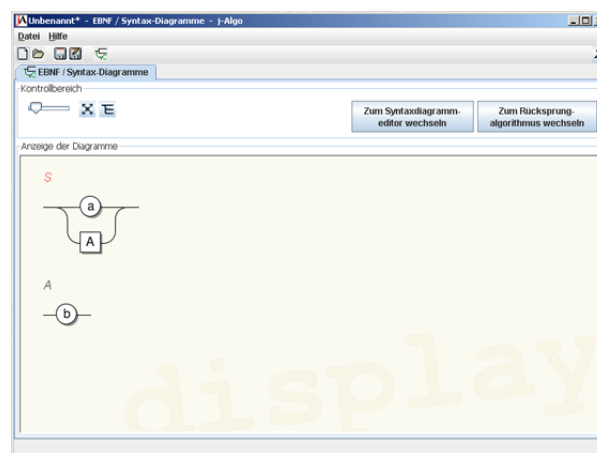 Unbenannt* - EBNF / Syntax-Diagramme - j-Algo
Datei Hilfe
EBNF / Syntax-Diagramme
Kontrollbereich
Zum Syntaxdiagramm-
editor wechseln
Zum Rücksprung-
algorithmus wechseln
Anzeige der Diagramme
S
a
A
A
b
display